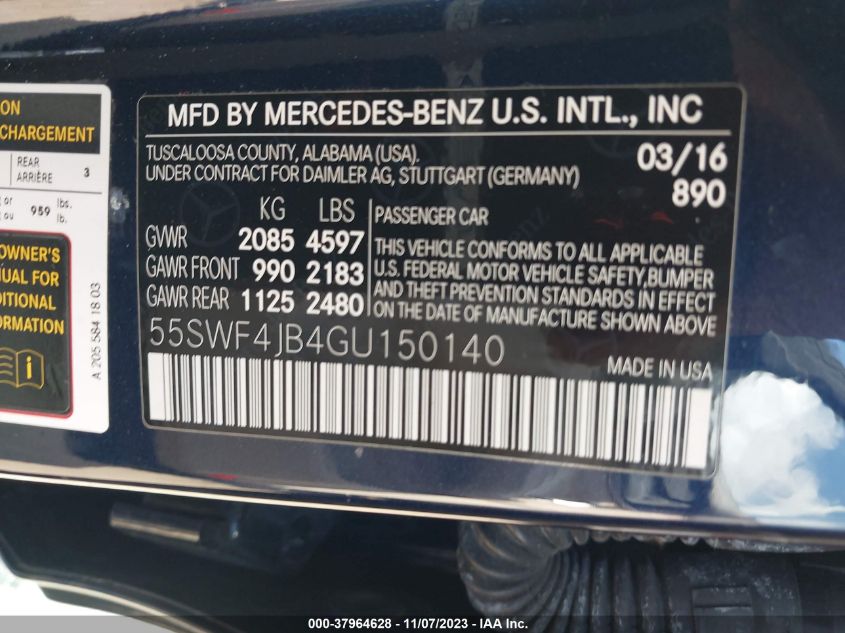 ON
CHARGEMENT
REAR
ARRIÈRE
3
or
ou
959
lbs.
lb.
OWNER'S
FOR
A 205 584 18 03
MFD BY MERCEDES-BENZ U.S. INTL., INC
TUSCALOOSA COUNTY, ALABAMA (USA).
UNDER CONTRACT FOR DAIMLER AG, STUTTGART (GERMANY)
03/16
890
KG LBS
GVWR 2085 4597
GAWR FRONT 990 2183
GAWR REAR 1125 2480
PASSENGER CAR
THIS VEHICLE CONFORMS TO ALL APPLICABLE
U.S. FEDERAL MOTOR VEHICLE SAFETY,BUMPER
AND THEFT PREVENTION STANDARDS IN EFFECT
ON THE DATE OF MANUFACTURE SHOWN ABOVE
55SWF4JB4GU150140
MADE IN USA
000-37964628 - 11/07/2023 - IAA Inc.